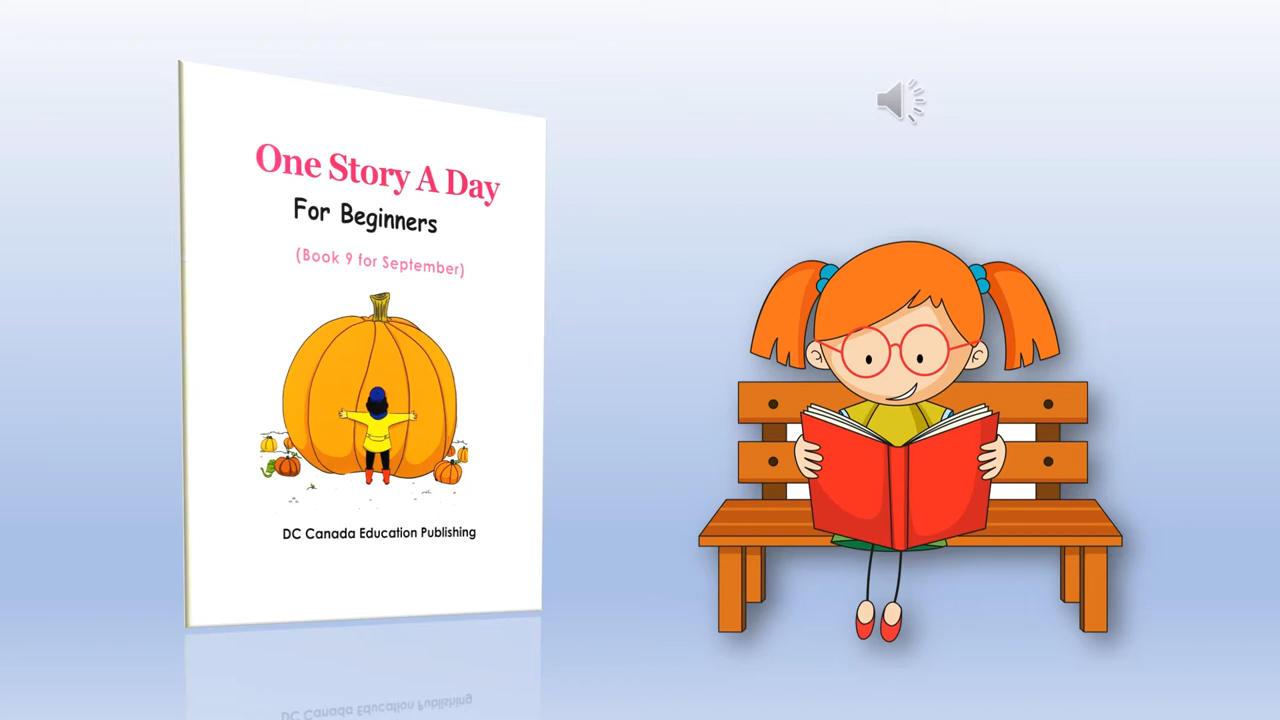 One Story A Day
For Beginners
(Book 9 for September)
DC Canada Education Publishing